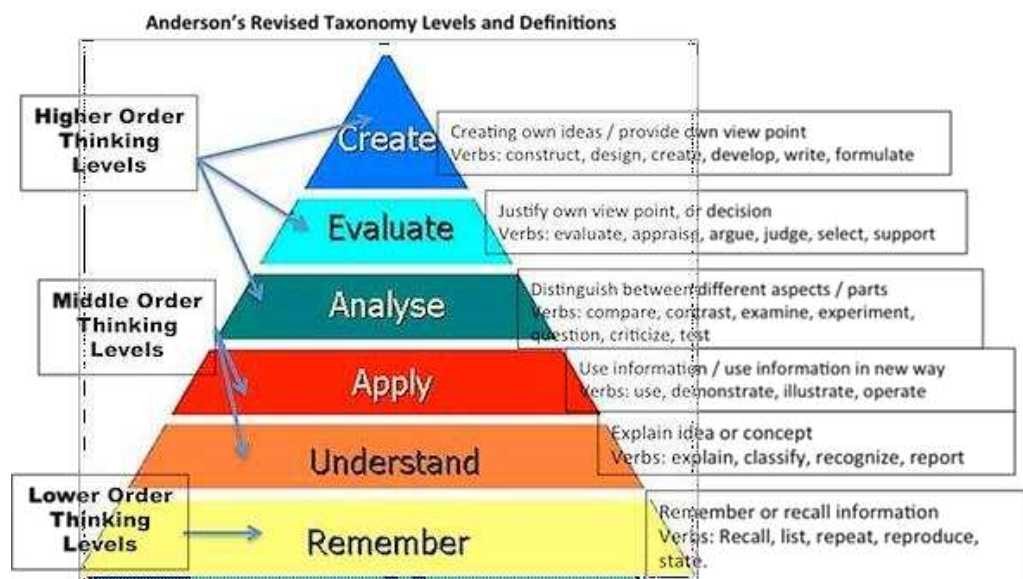 Anderson's Revised Taxonomy Levels and Definitions
Higher Order
Thinking
Levels
Create
Creating own ideas / provide own view point
Verbs: construct, design, create, develop, write, formulate
Evaluate
Justify own view point, or decision
Verbs: evaluate, appraise, argue, judge, select, support
Middle Order
Thinking
Levels
Analyse
Distinguish between different aspects / parts
Verbs: compare, contrast, examine, experiment,
question, criticize, test
Apply
Use information / use information in new way
Verbs: use, demonstrate, illustrate, operate
Understand
Explain idea or concept
Verbs: explain, classify, recognize, report
Lower Order
Thinking
Levels
Remember
Remember or recall information
Verbs: Recall, list, repeat, reproduce,
state.